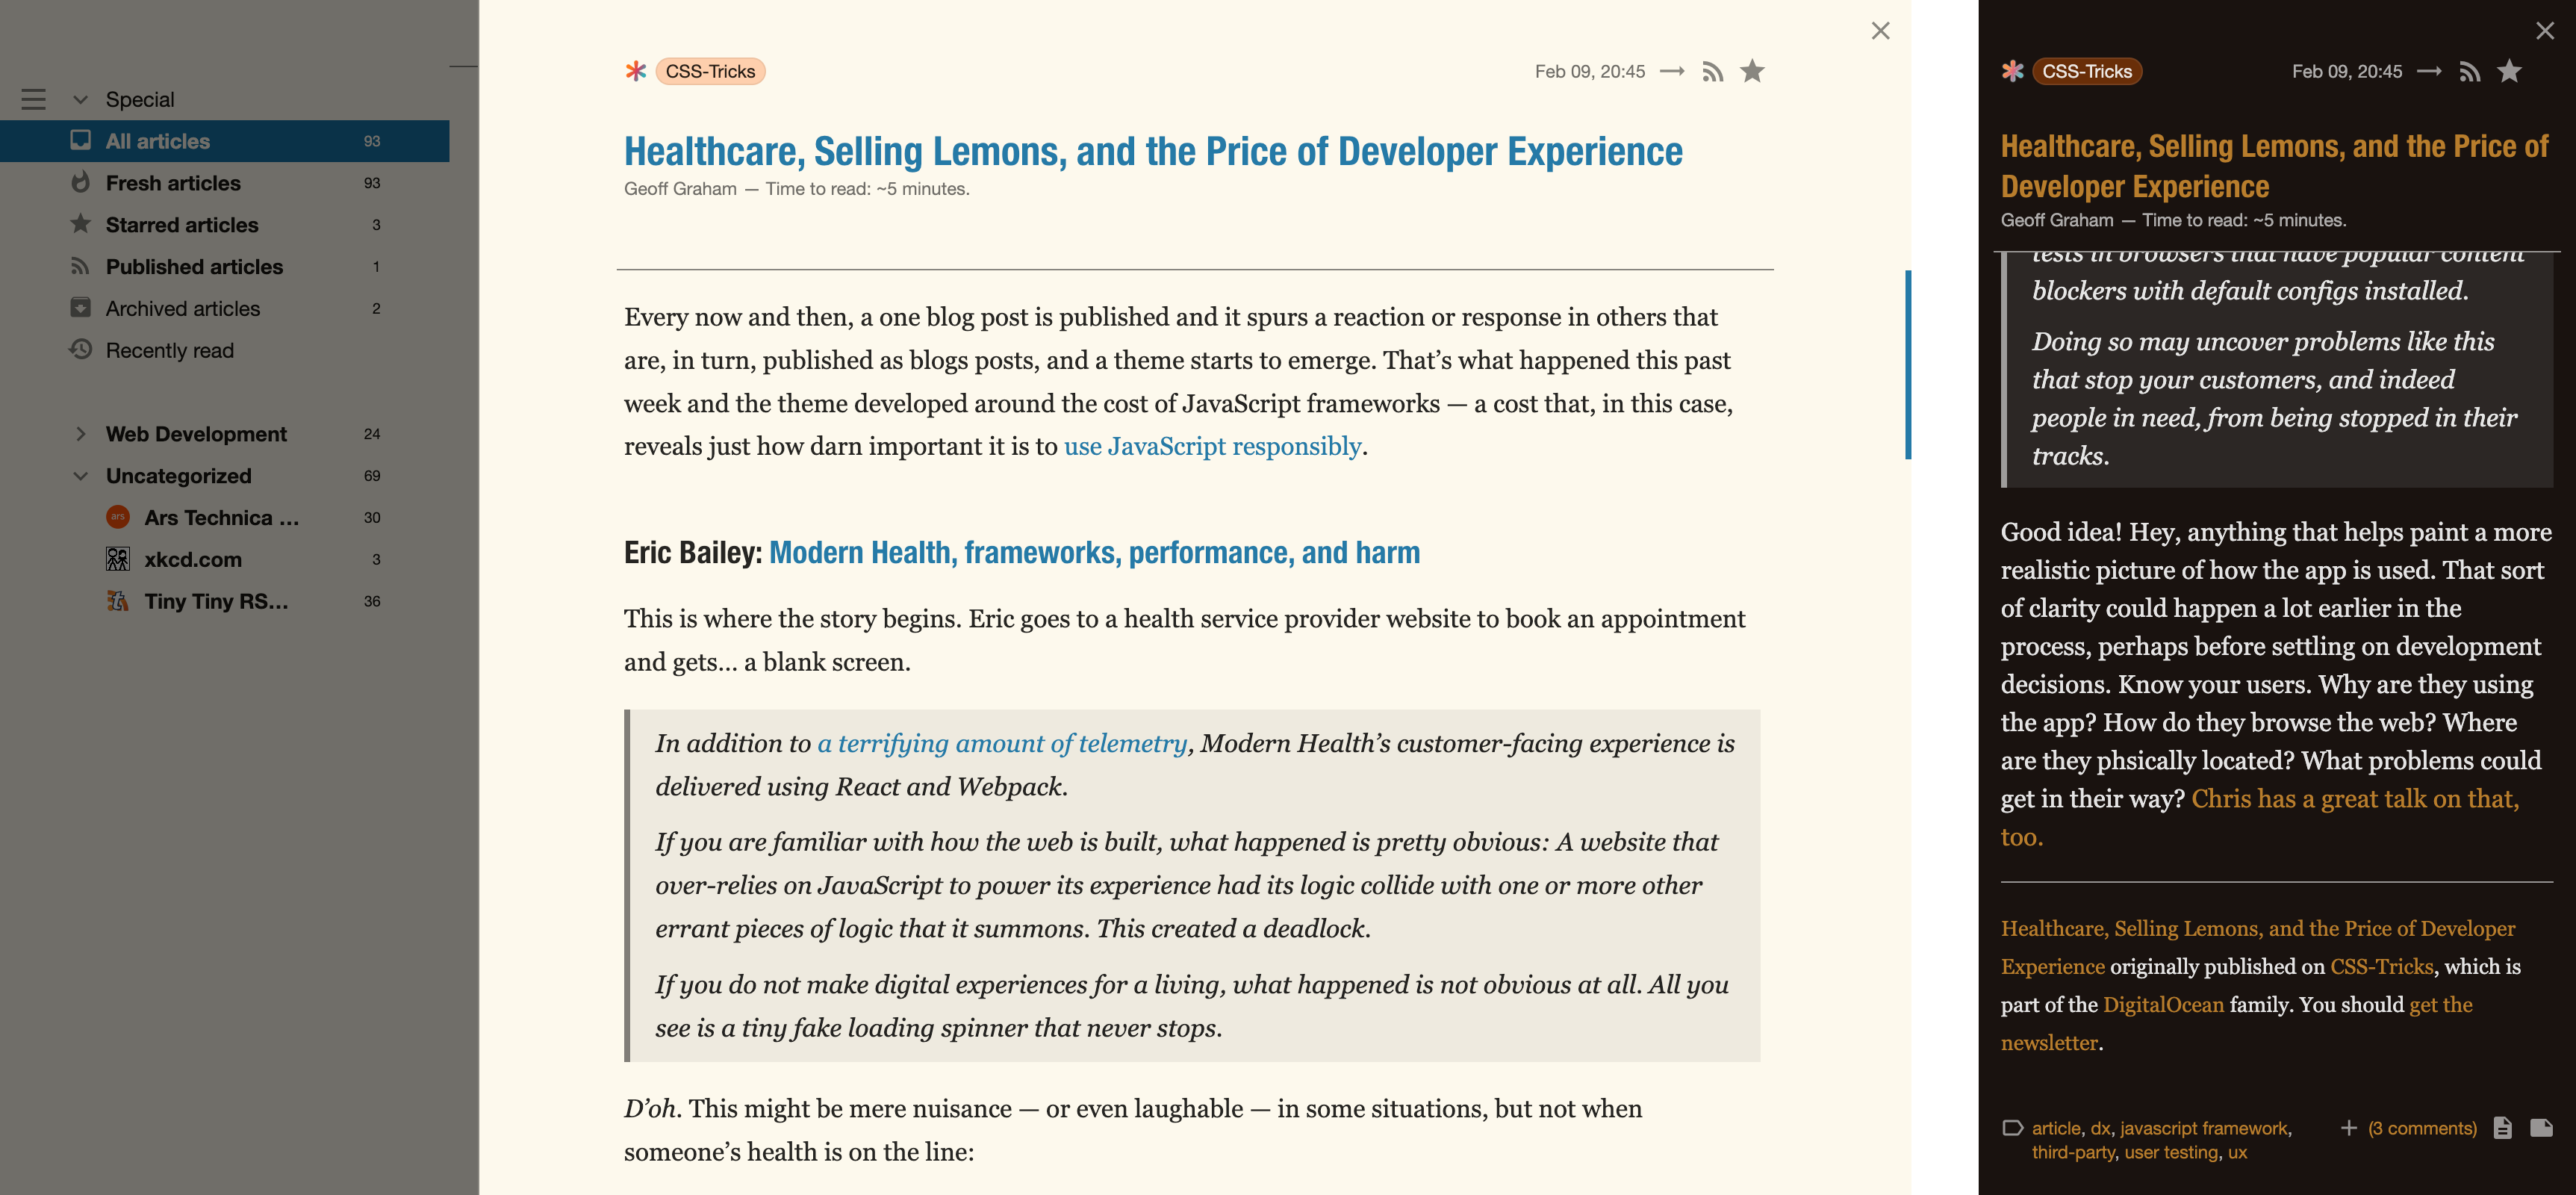 Special
All articles 93
Fresh articles 93
Starred articles 3
Published articles 1
Archived articles 2
Recently read
Web Development 24
Uncategorized 69
ars Ars Technica ... 30
xkcd.com 3
Tiny Tiny RS... 36
CSS-Tricks Feb 09, 20:45
Healthcare, Selling Lemons, and the Price of Developer Experience
Geoff Graham — Time to read: ~5 minutes.
Every now and then, a one blog post is published and it spurs a reaction or response in others that
are, in turn, published as blogs posts, and a theme starts to emerge. That’s what happened this past
week and the theme developed around the cost of JavaScript frameworks — a cost that, in this case,
reveals just how darn important it is to use JavaScript responsibly.
Eric Bailey: Modern Health, frameworks, performance, and harm
This is where the story begins. Eric goes to a health service provider website to book an appointment
and gets… a blank screen.
In addition to a terrifying amount of telemetry, Modern Health’s customer-facing experience is
delivered using React and Webpack.
If you are familiar with how the web is built, what happened is pretty obvious: A website that
over-relies on JavaScript to power its experience had its logic collide with one or more other
errant pieces of logic that it summons. This created a deadlock.
If you do not make digital experiences for a living, what happened is not obvious at all. All you
see is a tiny fake loading spinner that never stops.
D’oh. This might be mere nuisance — or even laughable — in some situations, but not when
someone’s health is on the line:
CSS-Tricks Feb 09, 20:45
Healthcare, Selling Lemons, and the Price of
Developer Experience
Geoff Graham — Time to read: ~5 minutes.
tests in browsers that have popular content
blockers with default configs installed.
Doing so may uncover problems like this
that stop your customers, and indeed
people in need, from being stopped in their
tracks.
Good idea! Hey, anything that helps paint a more
realistic picture of how the app is used. That sort
of clarity could happen a lot earlier in the
process, perhaps before settling on development
decisions. Know your users. Why are they using
the app? How do they browse the web? Where
are they phsically located? What problems could
get in their way? Chris has a great talk on that,
too.
Healthcare, Selling Lemons, and the Price of Developer
Experience originally published on CSS-Tricks, which is
part of the DigitalOcean family. You should get the
newsletter.
article, dx, javascript framework, (3 comments)
third-party, user testing, ux